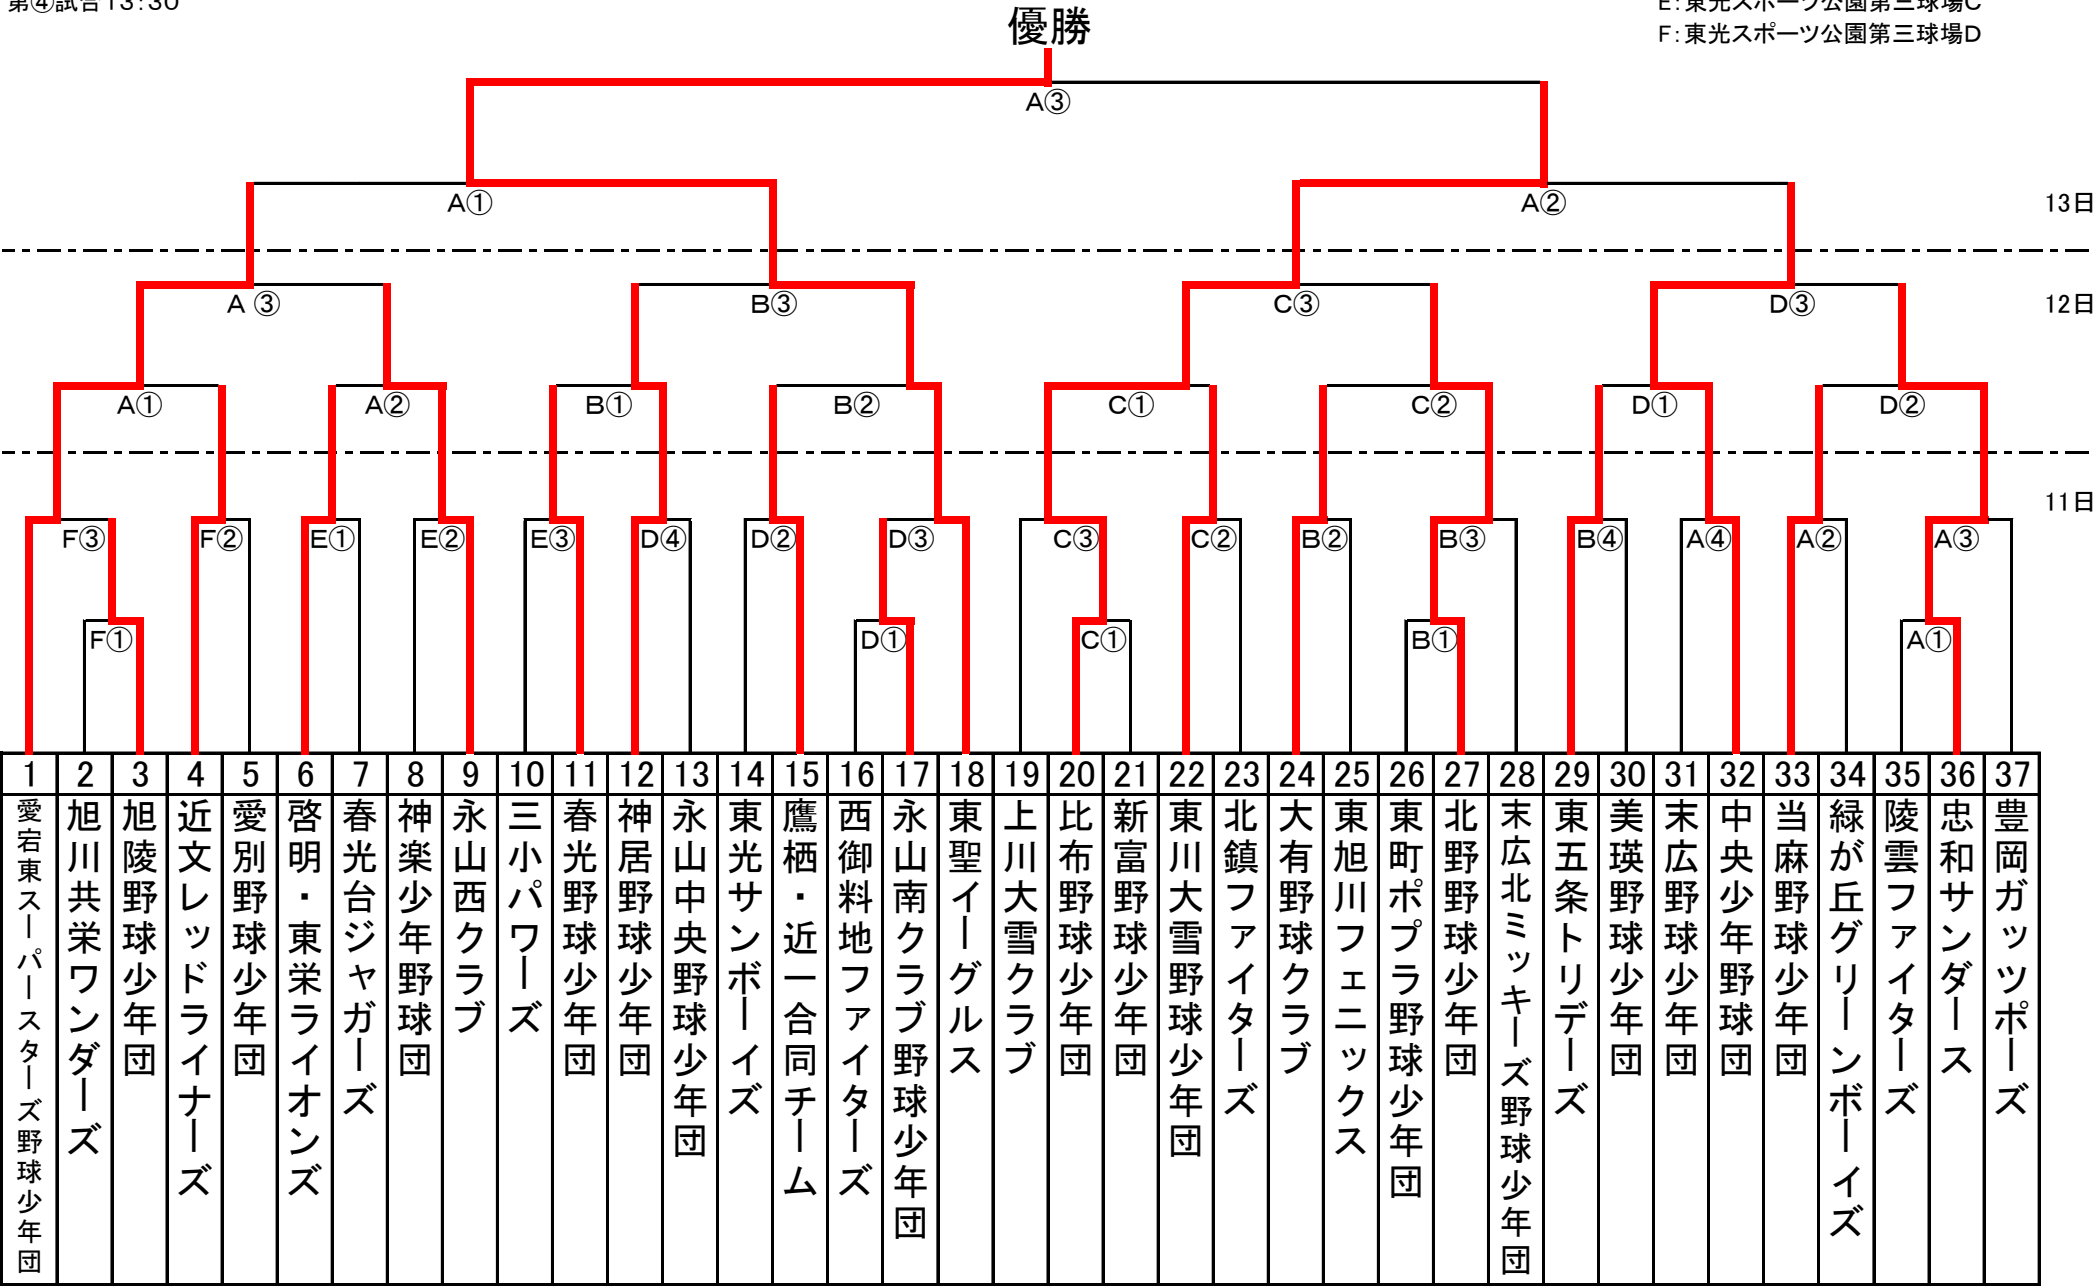 第④試合13:30
E:東光スポーツ公園第三球場C
F:東光スポーツ公園第三球場D
優勝
A③
A① A② 13日
A ③ B③ C③ D③ 12日
A① A② B① B② C① C② D① D②
11日
F③ F② E① E② E③ D④ D② D③ C③ C② B② B③ B④ A④ A② A③
F① D① C① B① A①
1 2 3 4 5 6 7 8 9 10 11 12 13 14 15 16 17 18 19 20 21 22 23 24 25 26 27 28 29 30 31 32 33 34 35 36 37
愛宕東スーパースターズ野球少年団
旭川共栄ワンダーズ
旭陵野球少年団
近文レッドライナーズ
愛別野球少年団
啓明・東栄ライオンズ
春光台ジャガーズ
神楽少年野球団
永山西クラブ
三小パワーズ
春光野球少年団
神居野球少年団
永山中央野球少年団
東光サンボーイズ
鷹栖・近一合同チーム
西御料地ファイターズ
永山南クラブ野球少年団
東聖イーグルス
上川大雪クラブ
比布野球少年団
新富野球少年団
東川大雪野球少年団
北鎮ファイターズ
大有野球クラブ
東旭川フェニックス
東町ポプラ野球少年団
北野野球少年団
末広北ミッキーズ野球少年団
東五条トリデーズ
美瑛野球少年団
末広野球少年団
中央少年野球団
当麻野球少年団
緑が丘グリーンボーイズ
陵雲ファイターズ
忠和サンダース
豊岡ガッツポーズ